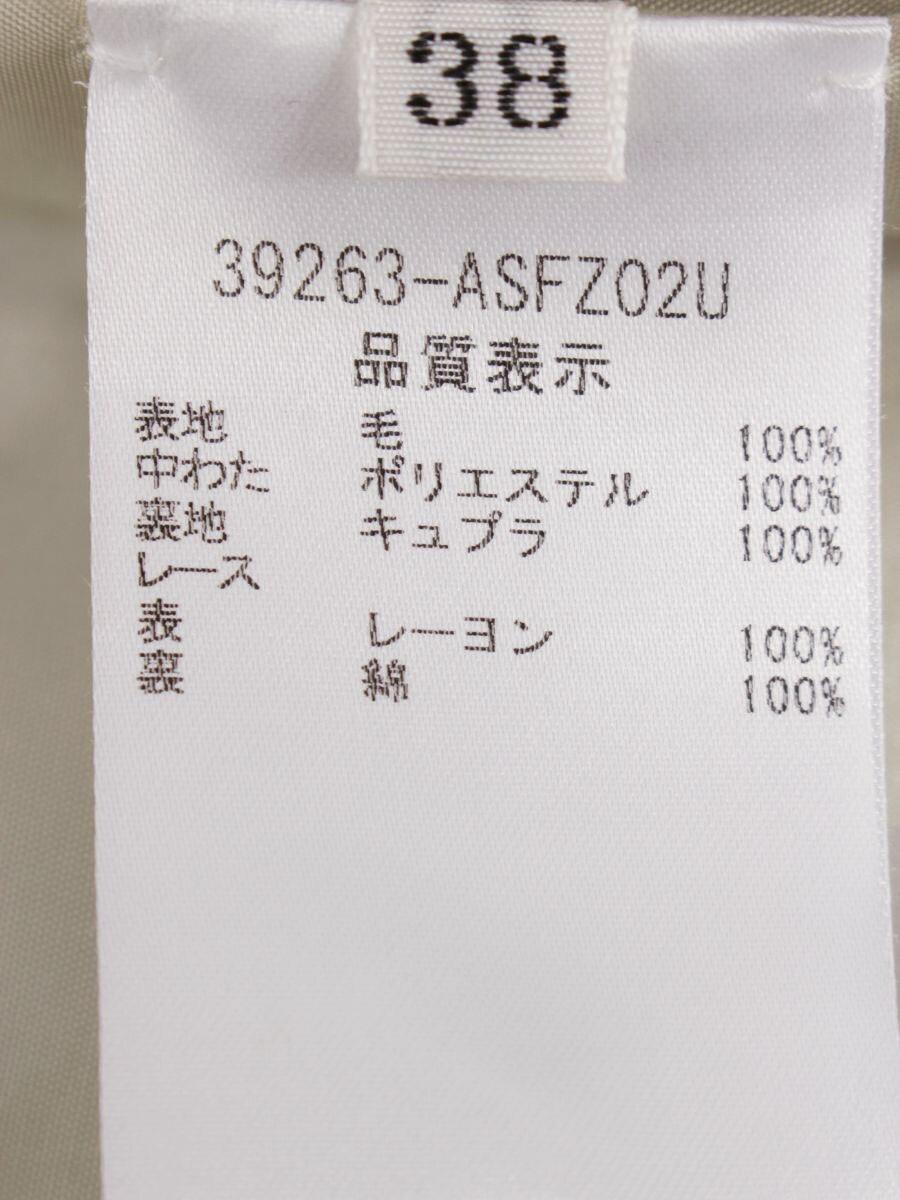 38
39263-ASFZ02U
品質表示
表地 毛 100%
中わた ポリエステル 100%
裏地 キュプラ 100%
レース
表 レーヨン 100%
裏 綿 100%